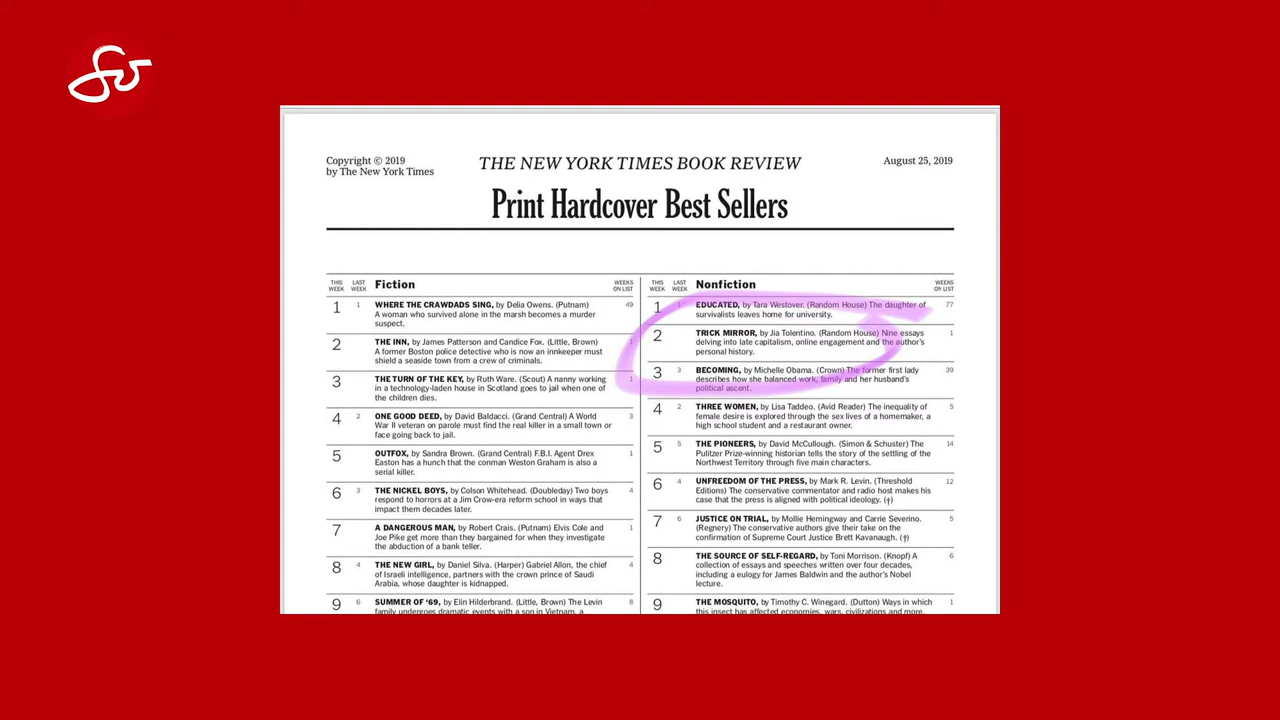 Copyright © 2019
by The New York Times
THE NEW YORK TIMES BOOK REVIEW
August 25, 2019
Print Hardcover Best Sellers
THIS WEEK LAST WEEK Fiction WEEKS ON LIST
1 1 WHERE THE CRAWDADS SING, by Delia Owens. (Putnam) 49
A woman who survived alone in the marsh becomes a murder
suspect.
2 THE INN, by James Patterson and Candice Fox. (Little, Brown) 1
A former Boston police detective who is now an innkeeper must
shield a seaside town from a crew of criminals.
3 THE TURN OF THE KEY, by Ruth Ware. (Scout) A nanny working 1
in a technology-laden house in Scotland goes to jail when one of
the children dies.
4 2 ONE GOOD DEED, by David Baldacci. (Grand Central) A World 3
War II veteran on parole must find the real killer in a small town or
face going back to jail.
5 OUTFOX, by Sandra Brown. (Grand Central) F.B.I. Agent Drex 1
Easton has a hunch that the conman Weston Graham is also a
serial killer.
6 3 THE NICKEL BOYS, by Colson Whitehead. (Doubleday) Two boys 4
respond to horrors at a Jim Crow-era reform school in ways that
impact them decades later.
7 A DANGEROUS MAN, by Robert Crais. (Putnam) Elvis Cole and 1
Joe Pike get more than they bargained for when they investigate
the abduction of a bank teller.
8 4 THE NEW GIRL, by Daniel Silva. (Harper) Gabriel Allon, the chief 4
of Israeli intelligence, partners with the crown prince of Saudi
Arabia, whose daughter is kidnapped.
9 6 SUMMER OF '69, by Elin Hilderbrand. (Little, Brown) The Levin 8
family undergoes dramatic events with a son in Vietnam, a
THIS WEEK LAST WEEK Nonfiction WEEKS ON LIST
1 1 EDUCATED, by Tara Westover. (Random House) The daughter of 77
survivalists leaves home for university.
2 TRICK MIRROR, by Jia Tolentino. (Random House) Nine essays 1
delving into late capitalism, online engagement and the author's
personal history.
3 3 BECOMING, by Michelle Obama. (Crown) The former first lady 39
describes how she balanced work, family and her husband's
political ascent.
4 2 THREE WOMEN, by Lisa Taddeo. (Avid Reader) The inequality of 5
female desire is explored through the sex lives of a homemaker, a
high school student and a restaurant owner.
5 5 THE PIONEERS, by David McCullough. (Simon & Schuster) The 14
Pulitzer Prize-winning historian tells the story of the settling of the
Northwest Territory through five main characters.
6 4 UNFREEDOM OF THE PRESS, by Mark R. Levin. (Threshold 12
Editions) The conservative commentator and radio host makes his
case that the press is aligned with political ideology. (†)
7 6 JUSTICE ON TRIAL, by Mollie Hemingway and Carrie Severino. 5
(Regnery) The conservative authors give their take on the
confirmation of Supreme Court Justice Brett Kavanaugh. (†)
8 THE SOURCE OF SELF-REGARD, by Toni Morrison. (Knopf) A 6
collection of essays and speeches written over four decades,
including a eulogy for James Baldwin and the author's Nobel
lecture.
9 THE MOSQUITO, by Timothy C. Winegard. (Dutton) Ways in which 1
this insect has affected economies, wars, civilizations and more.